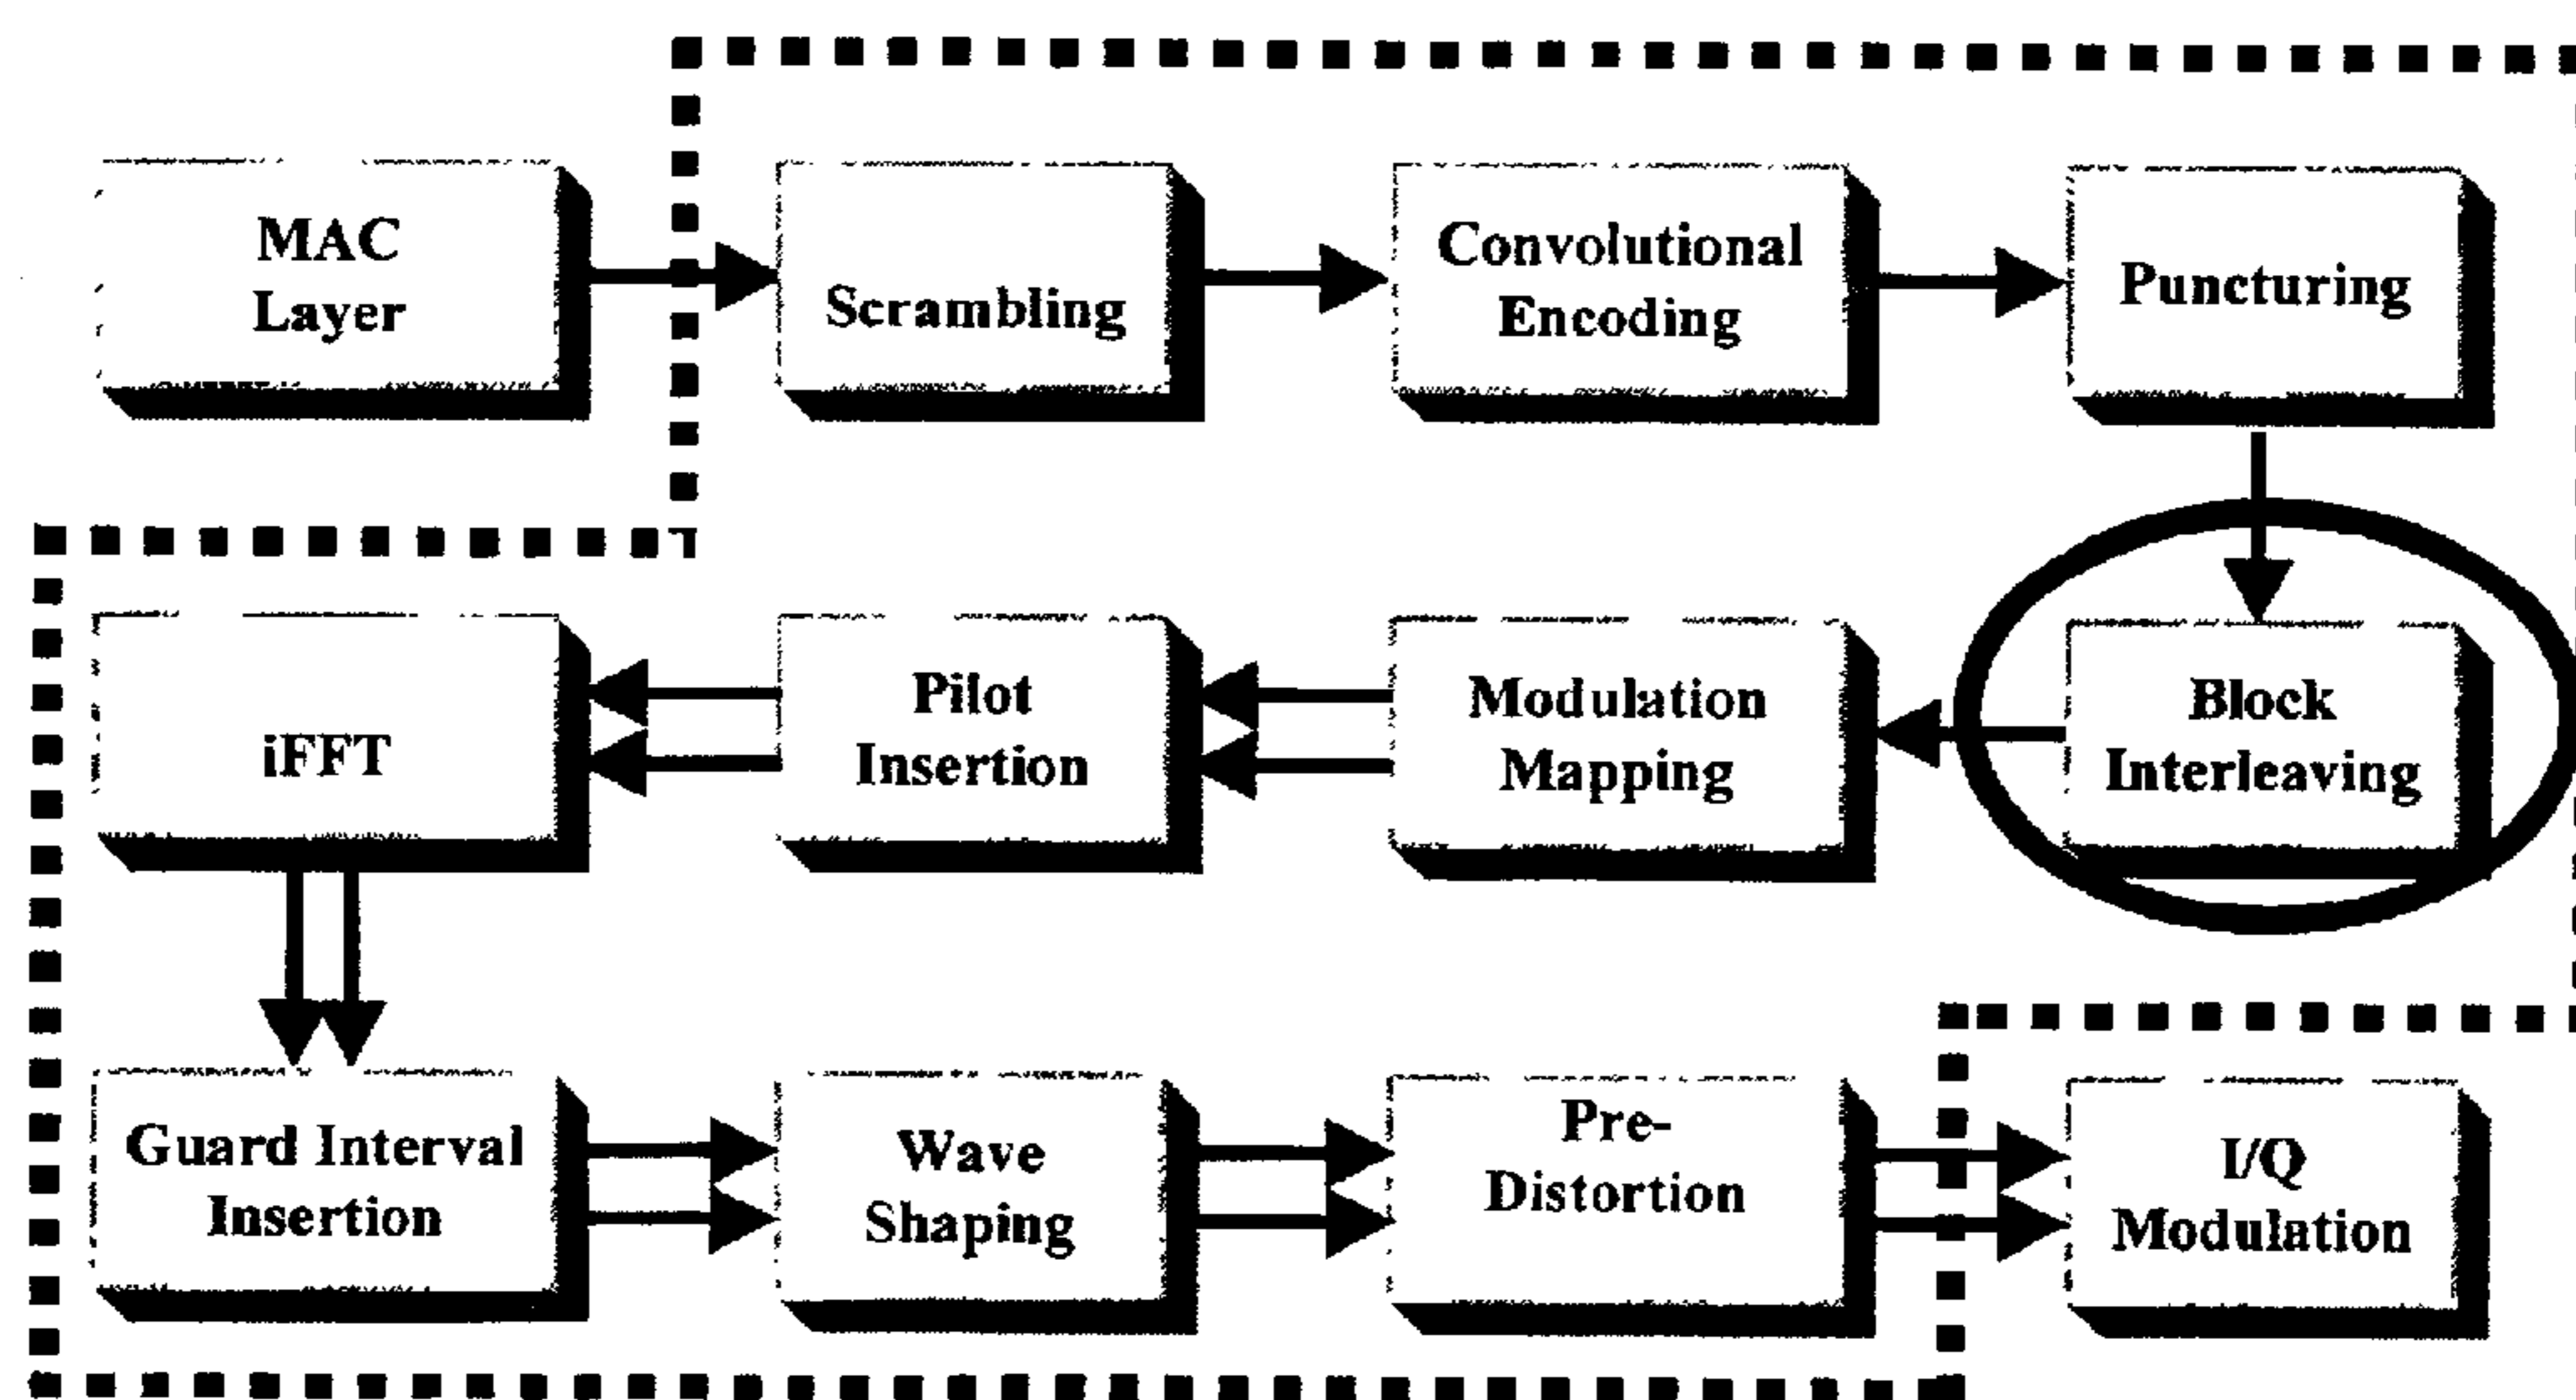 MAC
Layer
Scrambling
Convolutional
Encoding
Puncturing
iFFT
Pilot
Insertion
Modulation
Mapping
Block
Interleaving
Guard Interval
Insertion
Wave
Shaping
Pre-
Distortion
I/Q
Modulation